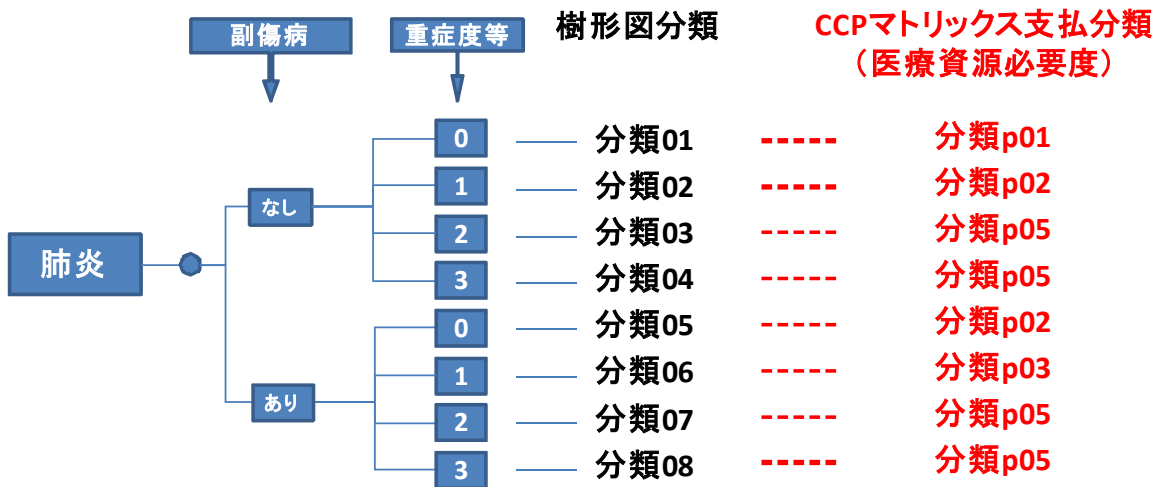 副傷病
重症度等
樹形図分類
CCPマトリックス支払分類
（医療資源必要度）
肺炎
なし
0 分類01 ----- 分類p01
1 分類02 ----- 分類p02
2 分類03 ----- 分類p05
3 分類04 ----- 分類p05
あり
0 分類05 ----- 分類p02
1 分類06 ----- 分類p03
2 分類07 ----- 分類p05
3 分類08 ----- 分類p05